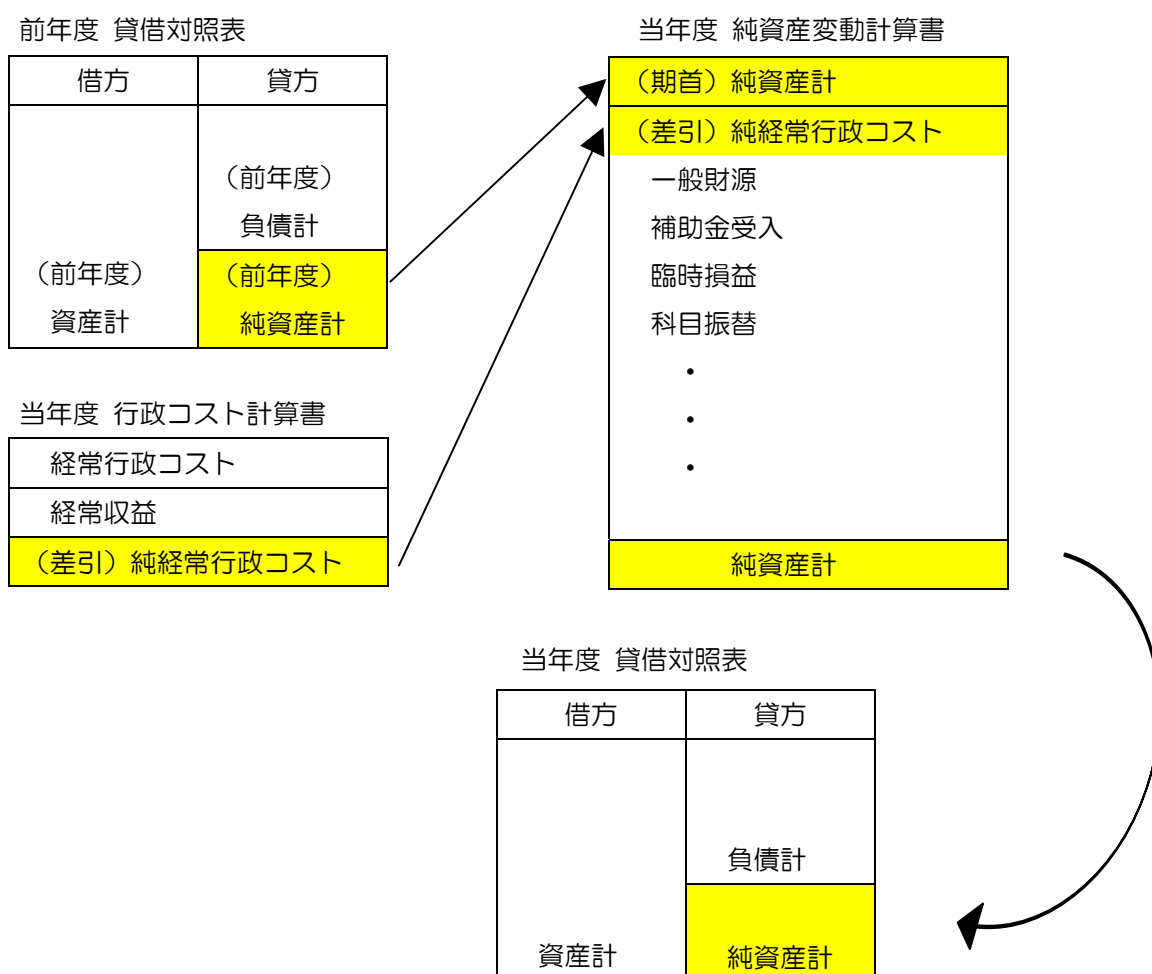 前年度 貸借対照表
借方 貸方
（前年度）
負債計
（前年度）
資産計
（前年度）
純資産計
当年度 行政コスト計算書
経常行政コスト
経常収益
（差引）純経常行政コスト
当年度 純資産変動計算書
（期首）純資産計
（差引）純経常行政コスト
一般財源
補助金受入
臨時損益
科目振替
・
・
・
純資産計
当年度 貸借対照表
借方 貸方
負債計
資産計 純資産計